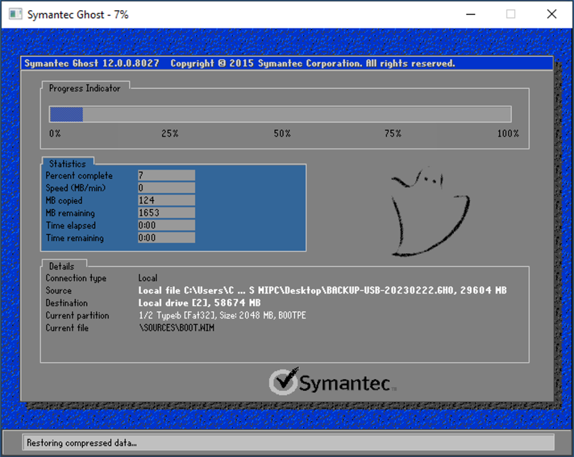 Symantec Ghost - 7%
Symantec Ghost 12.0.0.8027 Copyright © 2015 Symantec Corporation. All rights reserved.
Progress Indicator
0% 25% 50% 75% 100%
Statistics
Percent complete 7
Speed (MB/min) 0
MB copied 124
MB remaining 1653
Time elapsed 0:00
Time remaining 0:00
Details
Connection type Local
Source Local file C:\Users\C ... S MIPC\Desktop\BACKUP-USB-20230222.GHO, 29604 MB
Destination Local drive [2], 58674 MB
Current partition 1/2 Type:b [Fat32], Size: 2048 MB, BOOTPE
Current file \SOURCES\BOOT.WIM
Symantec™
Restoring compressed data...